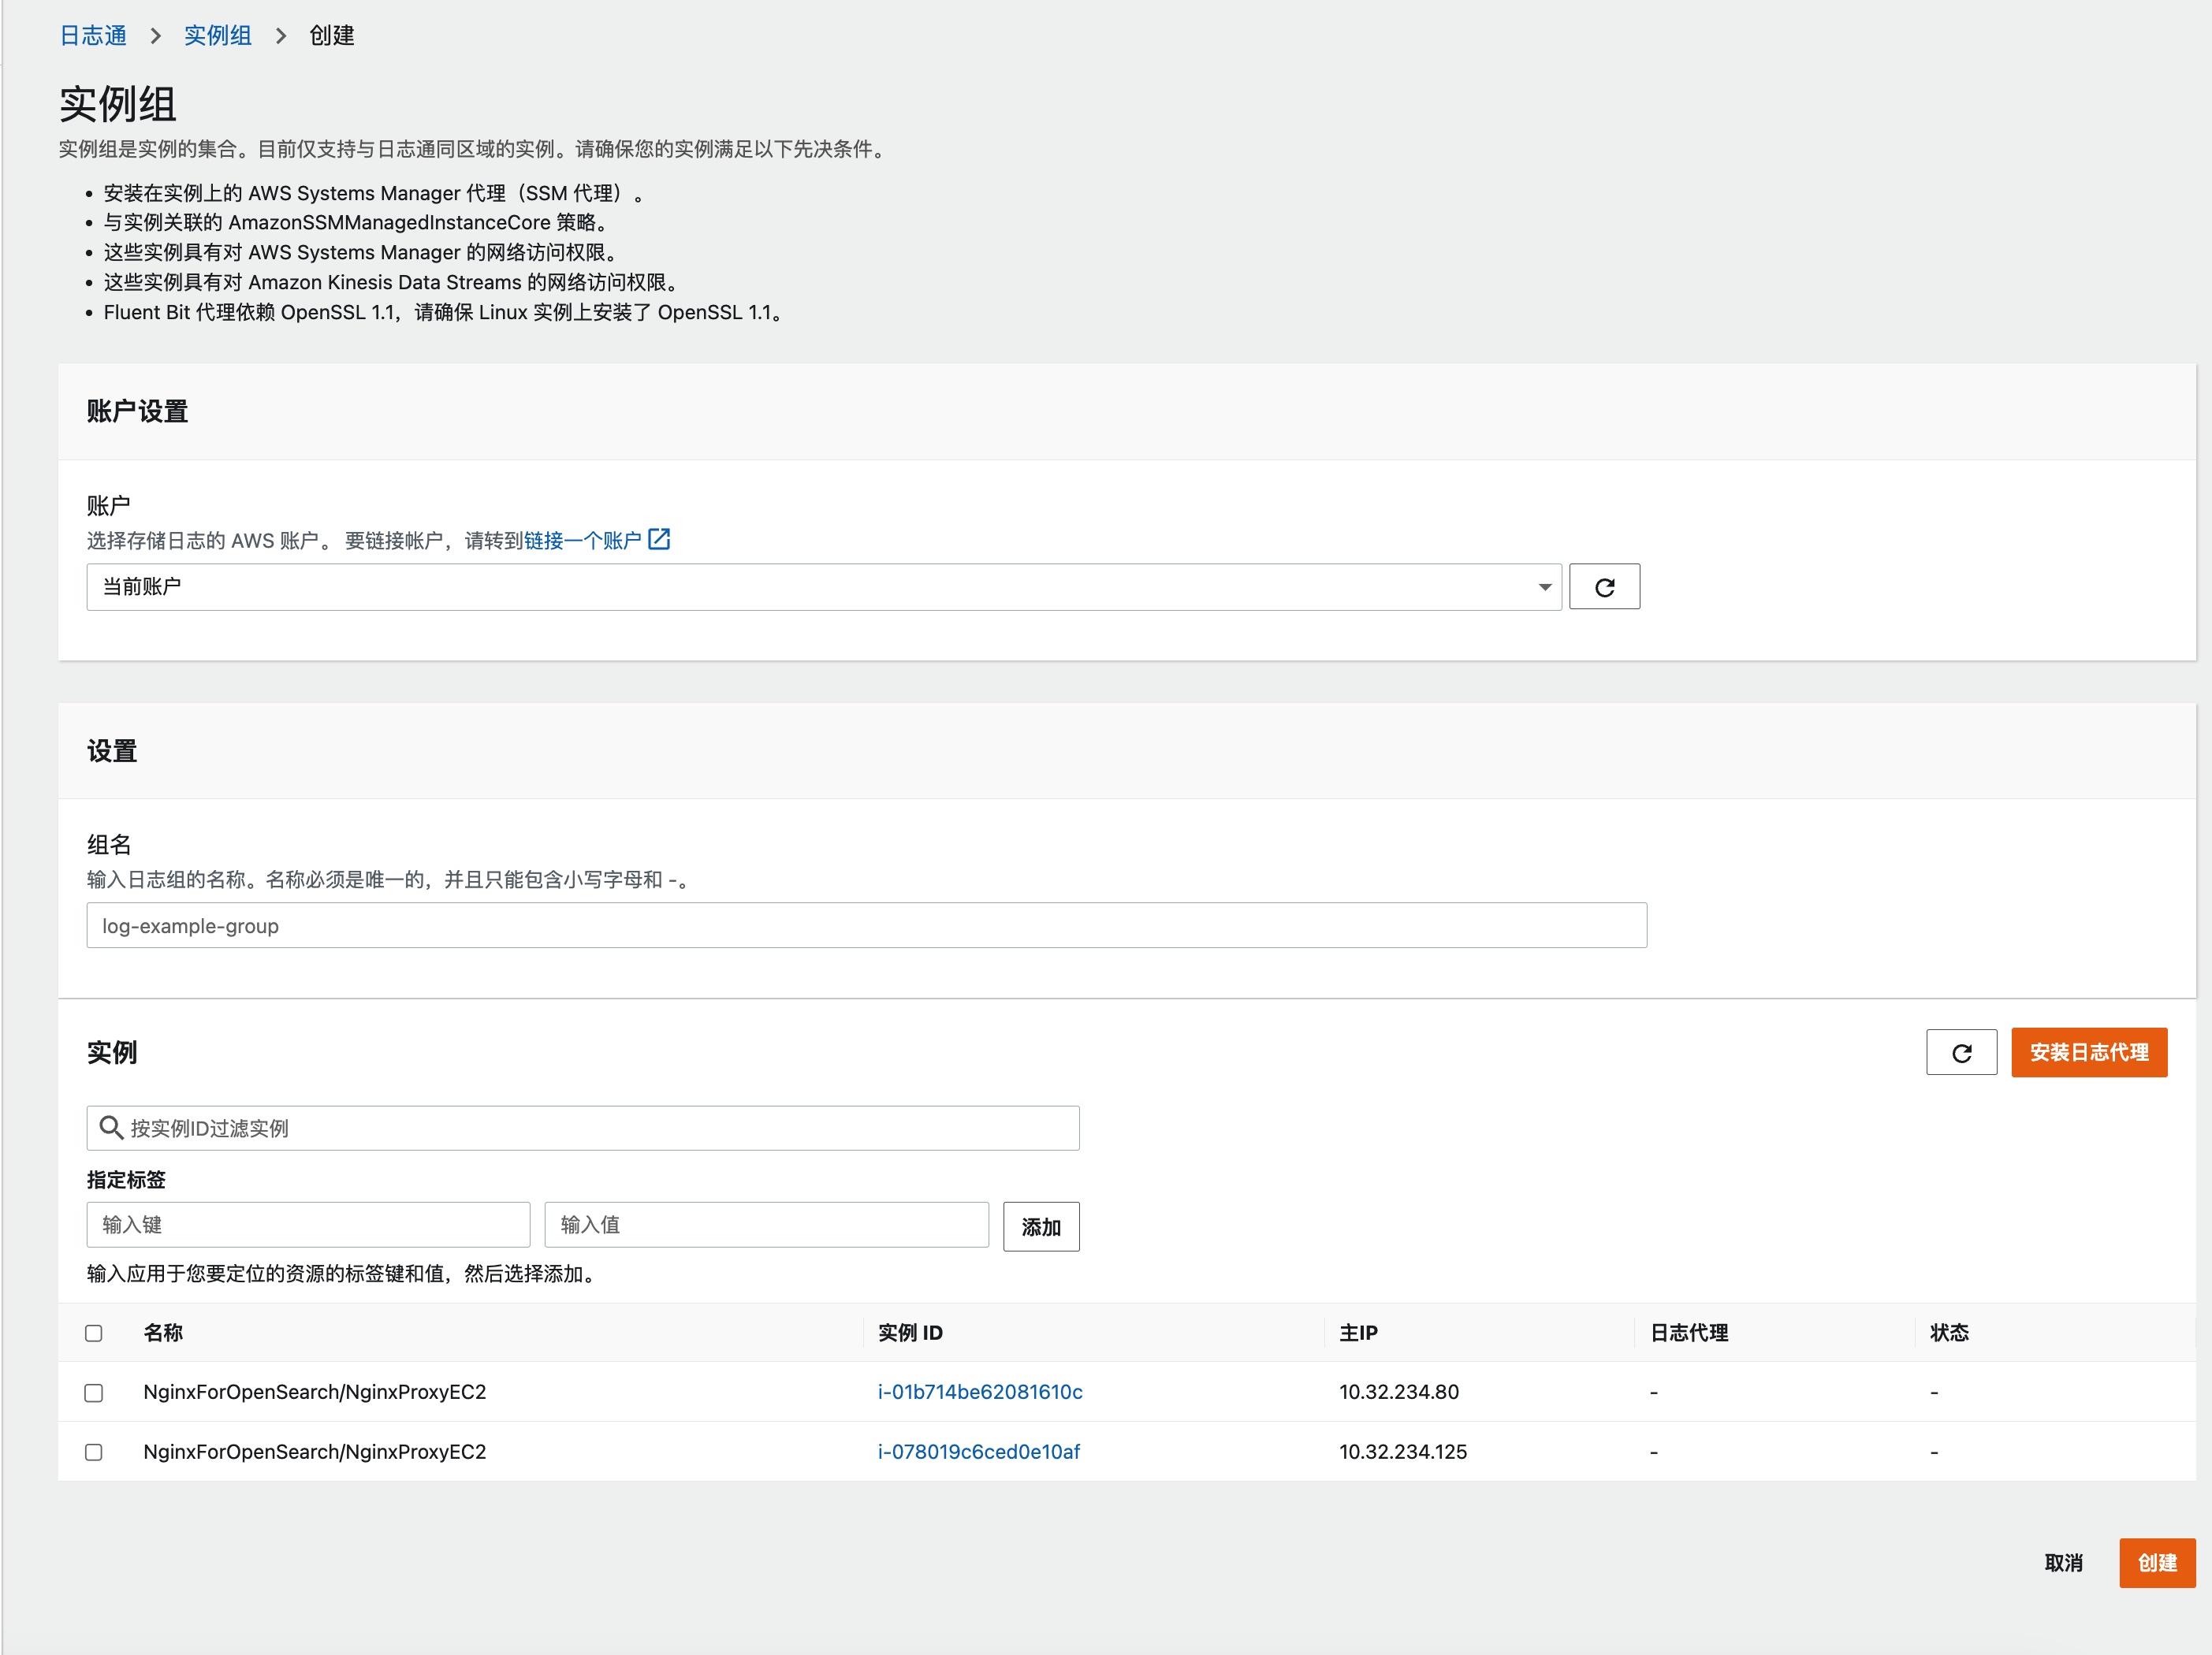 日志通 > 实例组 > 创建
实例组
实例组是实例的集合。目前仅支持与日志通同区域的实例。请确保您的实例满足以下先决条件。
• 安装在实例上的 AWS Systems Manager 代理（SSM 代理）。
• 与实例关联的 AmazonSSMManagedInstanceCore 策略。
• 这些实例具有对 AWS Systems Manager 的网络访问权限。
• 这些实例具有对 Amazon Kinesis Data Streams 的网络访问权限。
• Fluent Bit 代理依赖 OpenSSL 1.1，请确保 Linux 实例上安装了 OpenSSL 1.1。
账户设置
账户
选择存储日志的 AWS 账户。 要链接帐户，请转到链接一个账户
当前账户
设置
组名
输入日志组的名称。名称必须是唯一的，并且只能包含小写字母和 -。
log-example-group
实例 安装日志代理
按实例ID过滤实例
指定标签
输入键 输入值 添加
输入应用于您要定位的资源的标签键和值，然后选择添加。
名称 实例 ID 主IP 日志代理 状态
NginxForOpenSearch/NginxProxyEC2 i-01b714be62081610c 10.32.234.80 - -
NginxForOpenSearch/NginxProxyEC2 i-078019c6ced0e10af 10.32.234.125 - -
取消 创建